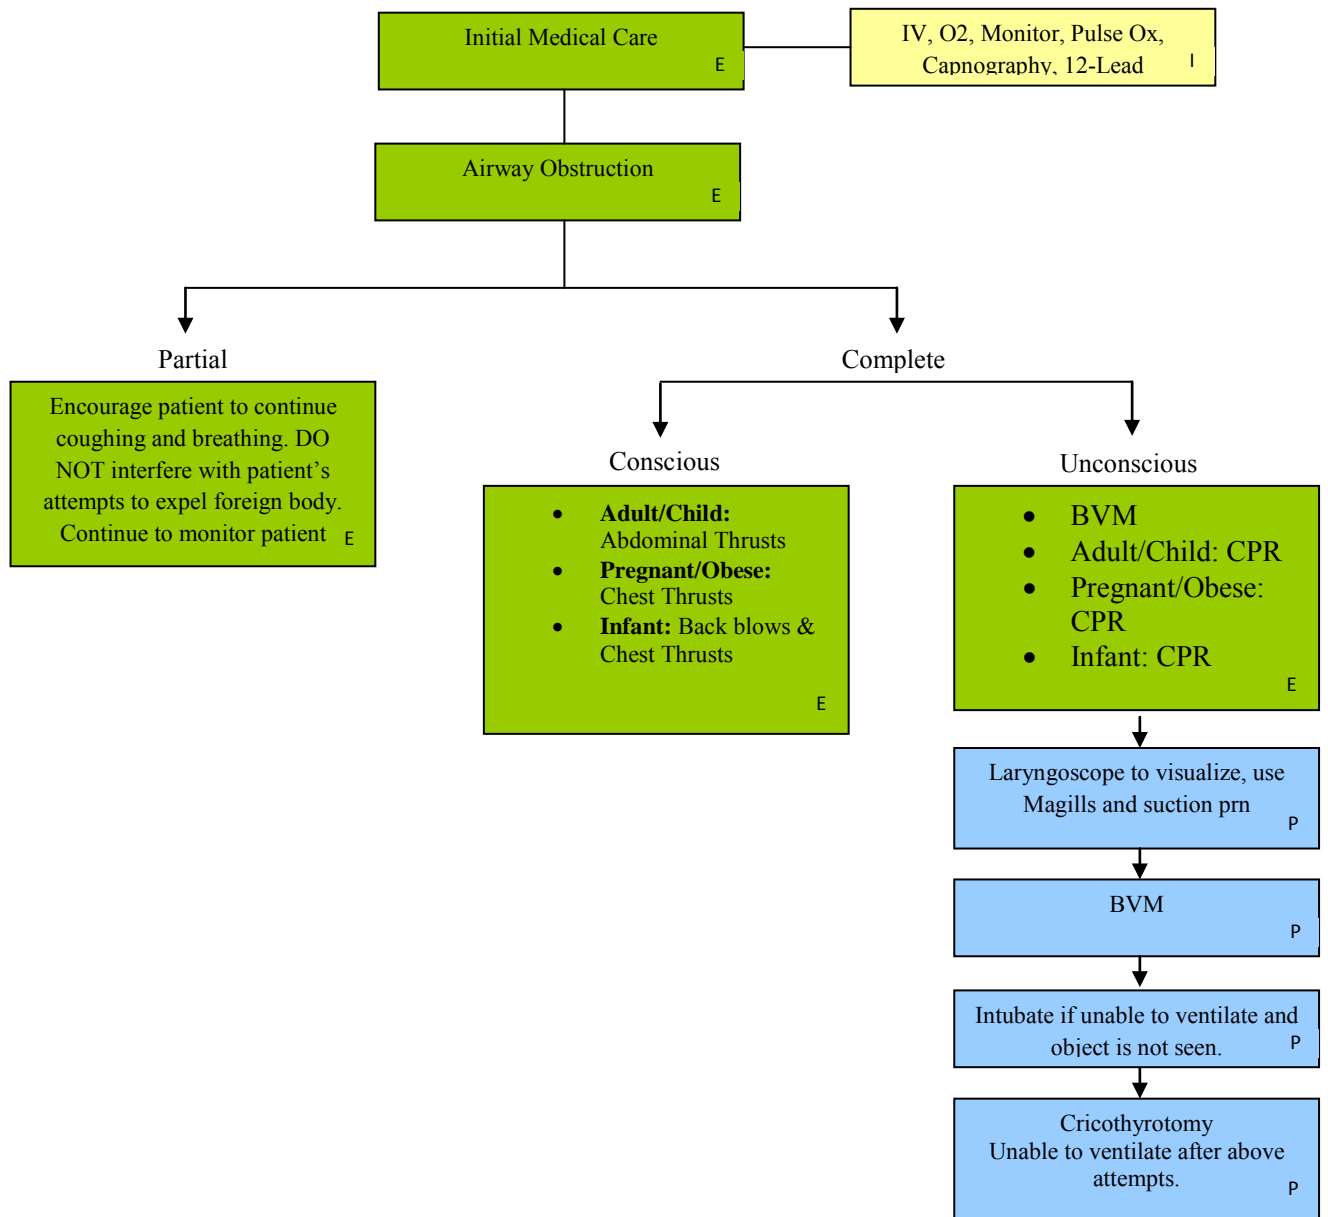 Initial Medical Care
E
IV, O2, Monitor, Pulse Ox,
Capnography, 12-Lead
I
Airway Obstruction
E
Partial
Complete
Encourage patient to continue
coughing and breathing. DO
NOT interfere with patient’s
attempts to expel foreign body.
Continue to monitor patient
E
Conscious
Unconscious
• Adult/Child:
Abdominal Thrusts
• Pregnant/Obese:
Chest Thrusts
• Infant: Back blows &
Chest Thrusts
E
• BVM
• Adult/Child: CPR
• Pregnant/Obese:
CPR
• Infant: CPR
E
Laryngoscope to visualize, use
Magills and suction prn
P
BVM
P
Intubate if unable to ventilate and
object is not seen.
P
Cricothyrotomy
Unable to ventilate after above
attempts.
P